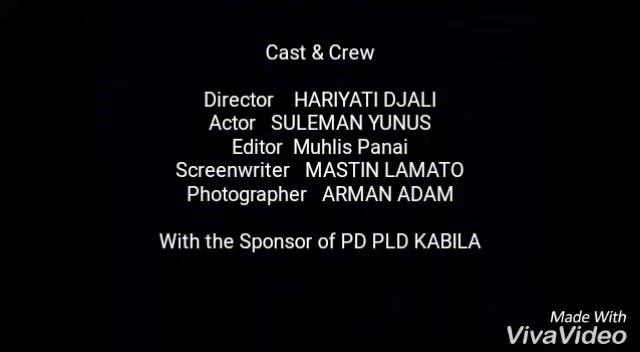 Cast & Crew
Director HARIYATI DJALI
Actor SULEMAN YUNUS
Editor Muhlis Panai
Screenwriter MASTIN LAMATO
Photographer ARMAN ADAM
With the Sponsor of PD PLD KABILA
Made With
VivaVideo